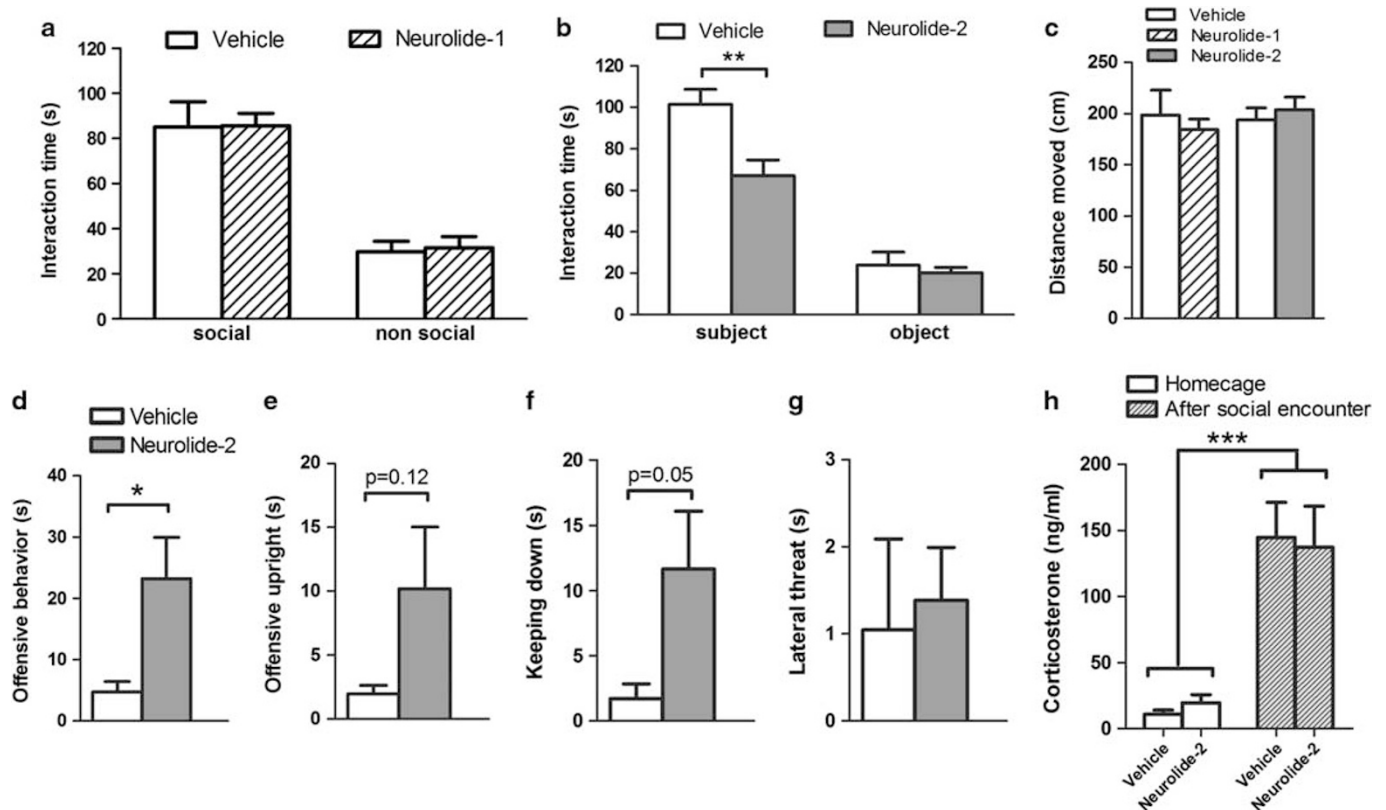 a
Vehicle
Neurolide-1
Interaction time (s)
120
100
80
60
40
20
0
social
non social
b
Vehicle
Neurolide-2
Interaction time (s)
120
100
80
60
40
20
0
**
subject
object
c
Vehicle
Neurolide-1
Neurolide-2
Distance moved (cm)
250
200
150
100
50
0
d
Vehicle
Neurolide-2
Offensive behavior (s)
40
30
20
10
0
*
e
Offensive upright (s)
20
15
10
5
0
p=0.12
f
Keeping down (s)
20
15
10
5
0
p=0.05
g
Lateral threat (s)
3
2
1
0
h
Homecage
After social encounter
Corticosterone (ng/ml)
200
150
100
50
0
***
Vehicle
Neurolide-2
Vehicle
Neurolide-2